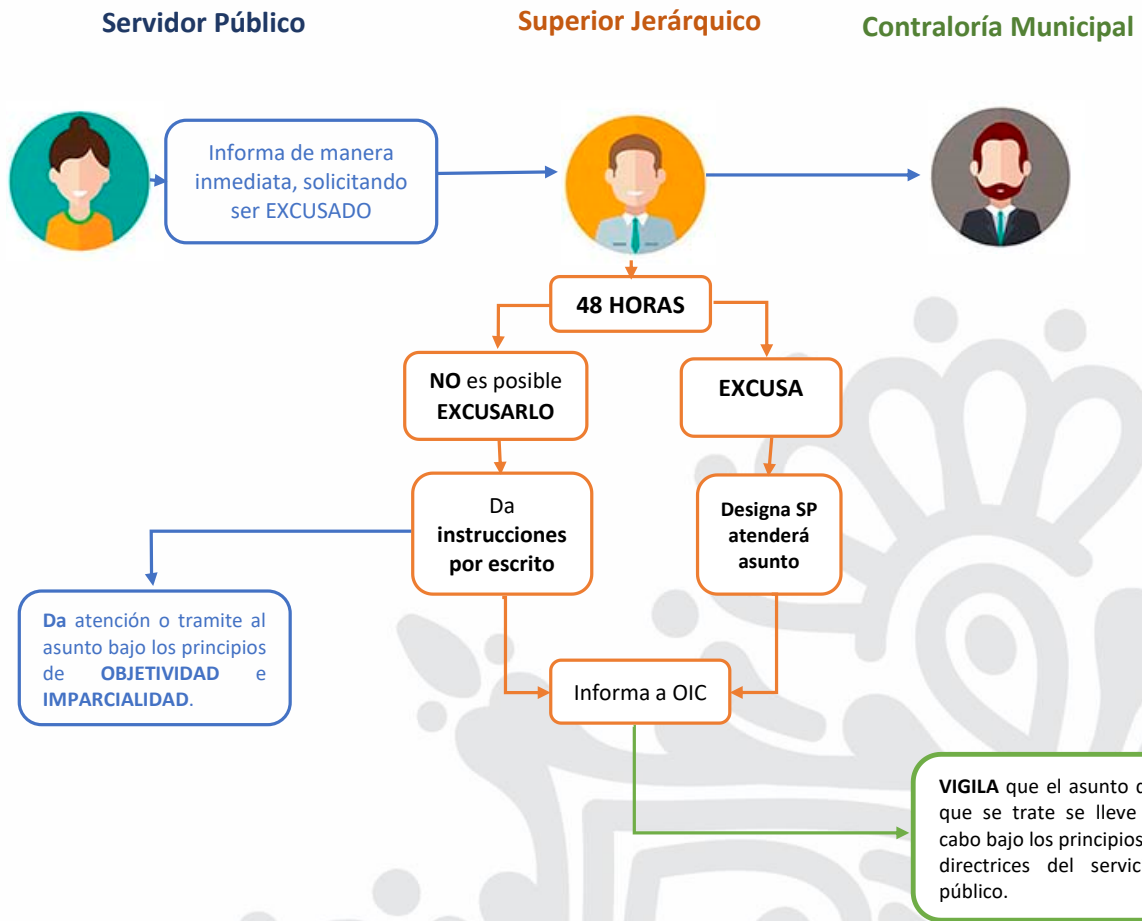 Servidor Público
Superior Jerárquico
Contraloría Municipal
Informa de manera
inmediata, solicitando
ser EXCUSADO
48 HORAS
NO es posible
EXCUSARLO
EXCUSA
Da
instrucciones
por escrito
Designa SP
atenderá
asunto
Da atención o tramite al
asunto bajo los principios
de OBJETIVIDAD e
IMPARCIALIDAD.
Informa a OIC
VIGILA que el asunto
que se trate se lleve
cabo bajo los principios
directrices del
público.